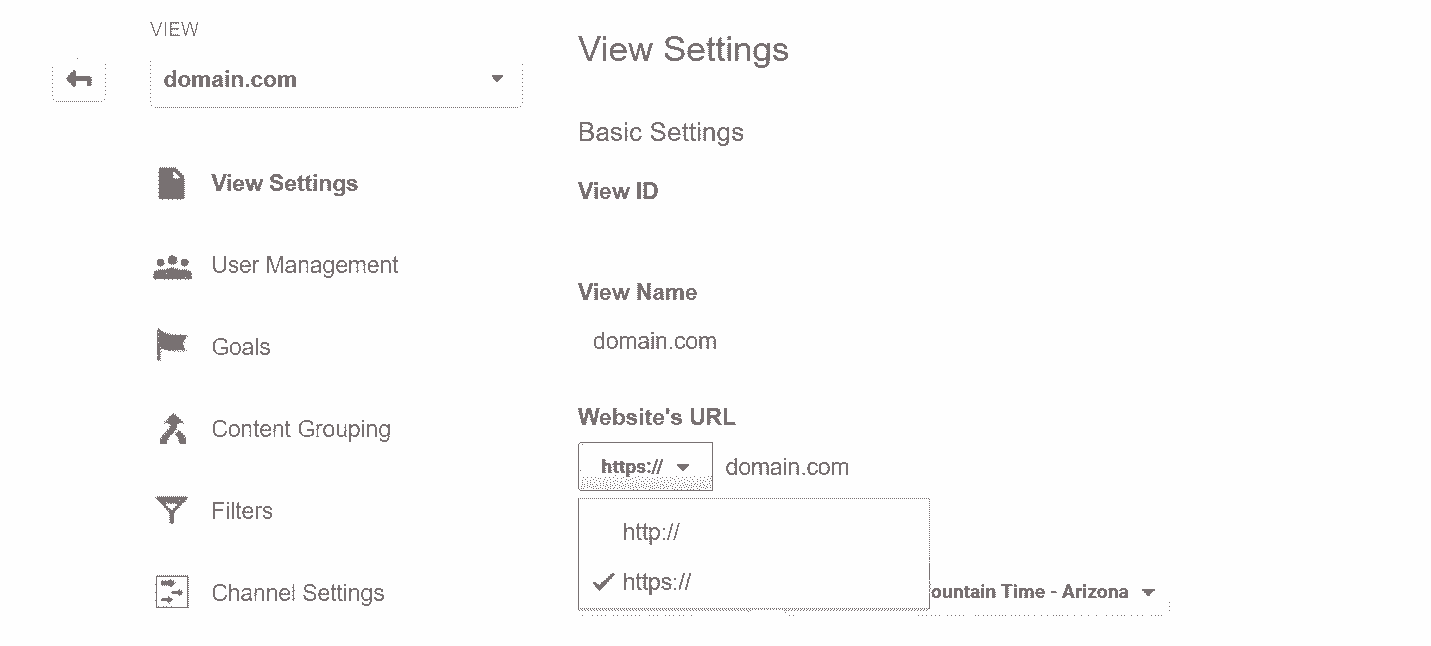 VIEW
domain.com
View Settings
User Management
Goals
Content Grouping
Filters
Channel Settings
View Settings
Basic Settings
View ID
View Name
domain.com
Website's URL
https:// domain.com
http://
https://
ountain Time - Arizona